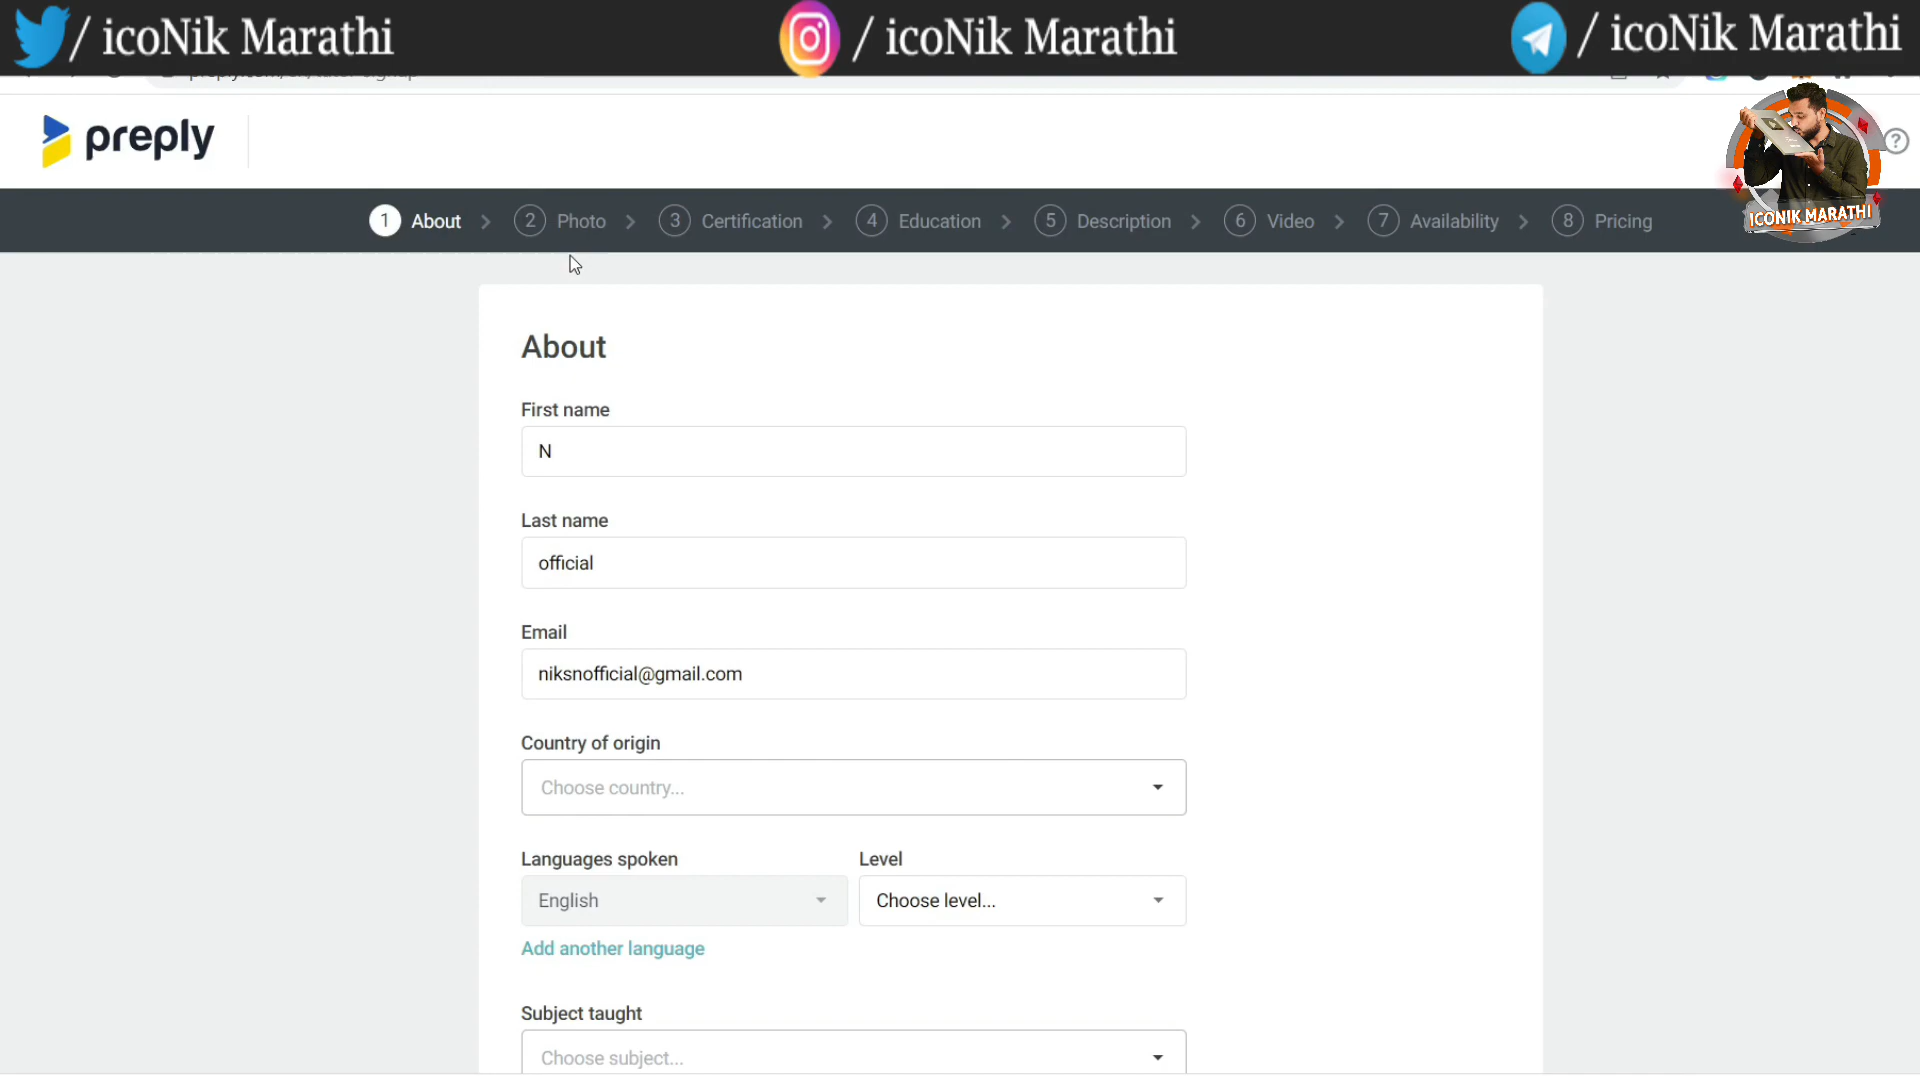 / icoNik Marathi
/ icoNik Marathi
/ icoNik Marathi
preply
ICONIK MARATHI
1 About > 2 Photo > 3 Certification > 4 Education > 5 Description > 6 Video > 7 Availability > 8 Pricing
About
First name
N
Last name
official
Email
niksnofficial@gmail.com
Country of origin
Choose country...
Languages spoken Level
English Choose level...
Add another language
Subject taught
Choose subject...